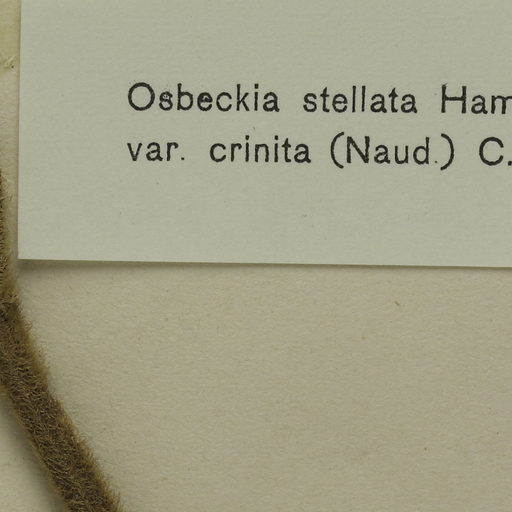 Osbeckia stellata Ham
var. crinita (Naud.) C.